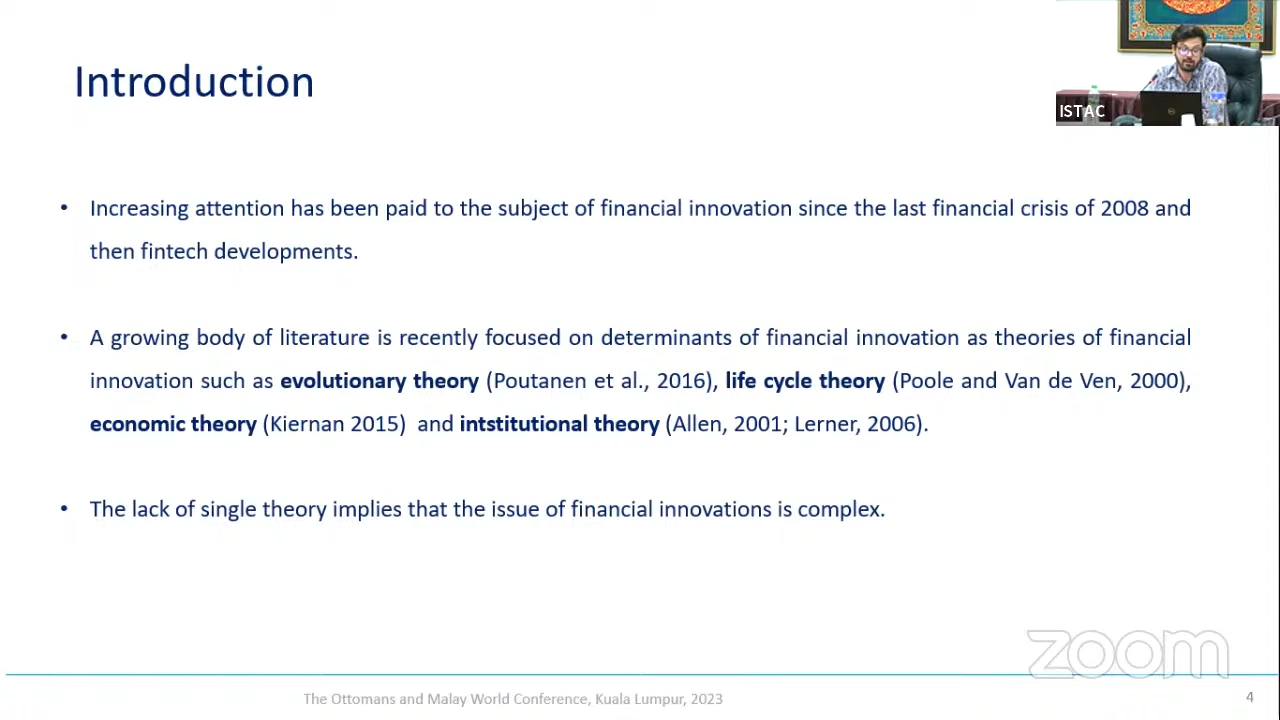 Introduction
ISTAC
• Increasing attention has been paid to the subject of financial innovation since the last financial crisis of 2008 and
then fintech developments.
• A growing body of literature is recently focused on determinants of financial innovation as theories of financial
innovation such as evolutionary theory (Poutanen et al., 2016), life cycle theory (Poole and Van de Ven, 2000),
economic theory (Kiernan 2015) and intstitutional theory (Allen, 2001; Lerner, 2006).
• The lack of single theory implies that the issue of financial innovations is complex.
zoom
The Ottomans and Malay World Conference, Kuala Lumpur, 2023
4